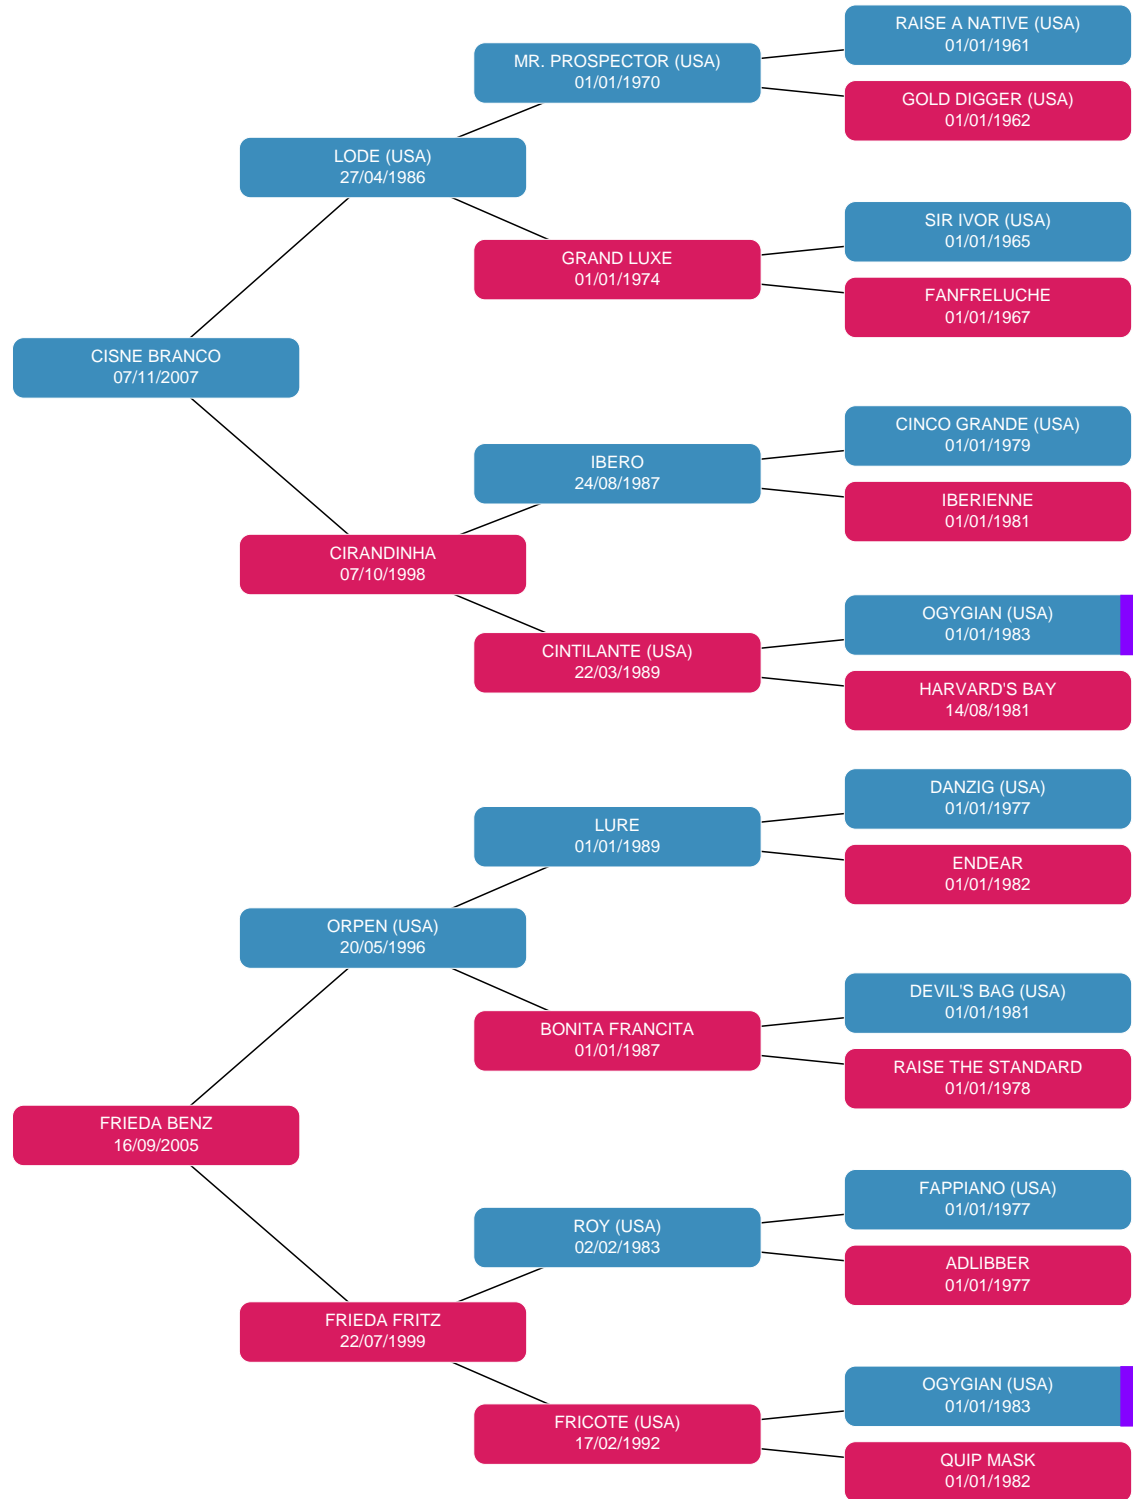 RAISE A NATIVE (USA)
01/01/1961
MR. PROSPECTOR (USA)
01/01/1970
GOLD DIGGER (USA)
01/01/1962
LODE (USA)
27/04/1986
SIR IVOR (USA)
01/01/1965
GRAND LUXE
01/01/1974
FANFRELUCHE
01/01/1967
CISNE BRANCO
07/11/2007
CINCO GRANDE (USA)
01/01/1979
IBERO
24/08/1987
IBERIENNE
01/01/1981
CIRANDINHA
07/10/1998
OGYGIAN (USA)
01/01/1983
CINTILANTE (USA)
22/03/1989
HARVARD'S BAY
14/08/1981
DANZIG (USA)
01/01/1977
LURE
01/01/1989
ENDEAR
01/01/1982
ORPEN (USA)
20/05/1996
DEVIL'S BAG (USA)
01/01/1981
BONITA FRANCITA
01/01/1987
RAISE THE STANDARD
01/01/1978
FRIEDA BENZ
16/09/2005
FAPPIANO (USA)
01/01/1977
ROY (USA)
02/02/1983
ADLIBBER
01/01/1977
FRIEDA FRITZ
22/07/1999
OGYGIAN (USA)
01/01/1983
FRICOTE (USA)
17/02/1992
QUIP MASK
01/01/1982